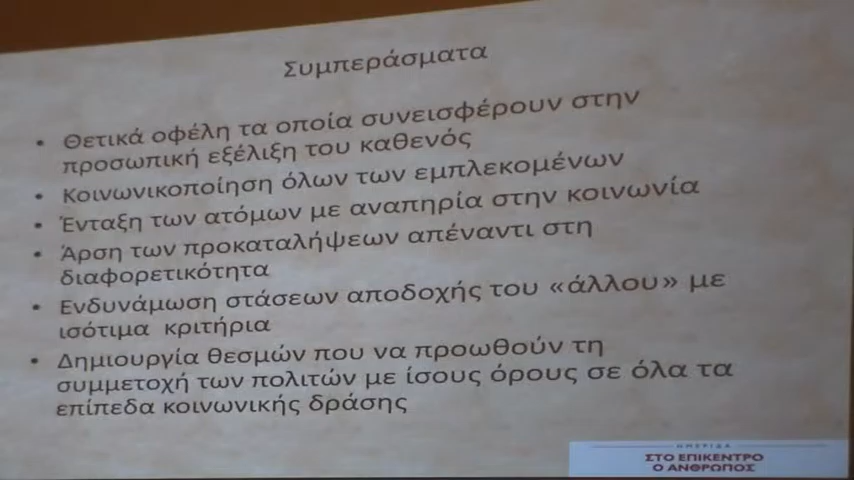 Συμπεράσματα
• Θετικά οφέλη τα οποία συνεισφέρουν στην
προσωπική εξέλιξη του καθενός
• Κοινωνικοποίηση όλων των εμπλεκομένων
• Ένταξη των ατόμων με αναπηρία στην κοινωνία
• Άρση των προκαταλήψεων απέναντι στη
διαφορετικότητα
• Ενδυνάμωση στάσεων αποδοχής του «άλλου» με
ισότιμα κριτήρια
• Δημιουργία θεσμών που να προωθούν τη
συμμετοχή των πολιτών με ίσους όρους σε όλα τα
επίπεδα κοινωνικής δράσης
ΗΜΕΡΙΔΑ
ΣΤΟ ΕΠΙΚΕΝΤΡΟ
Ο ΑΝΘΡΩΠΟΣ